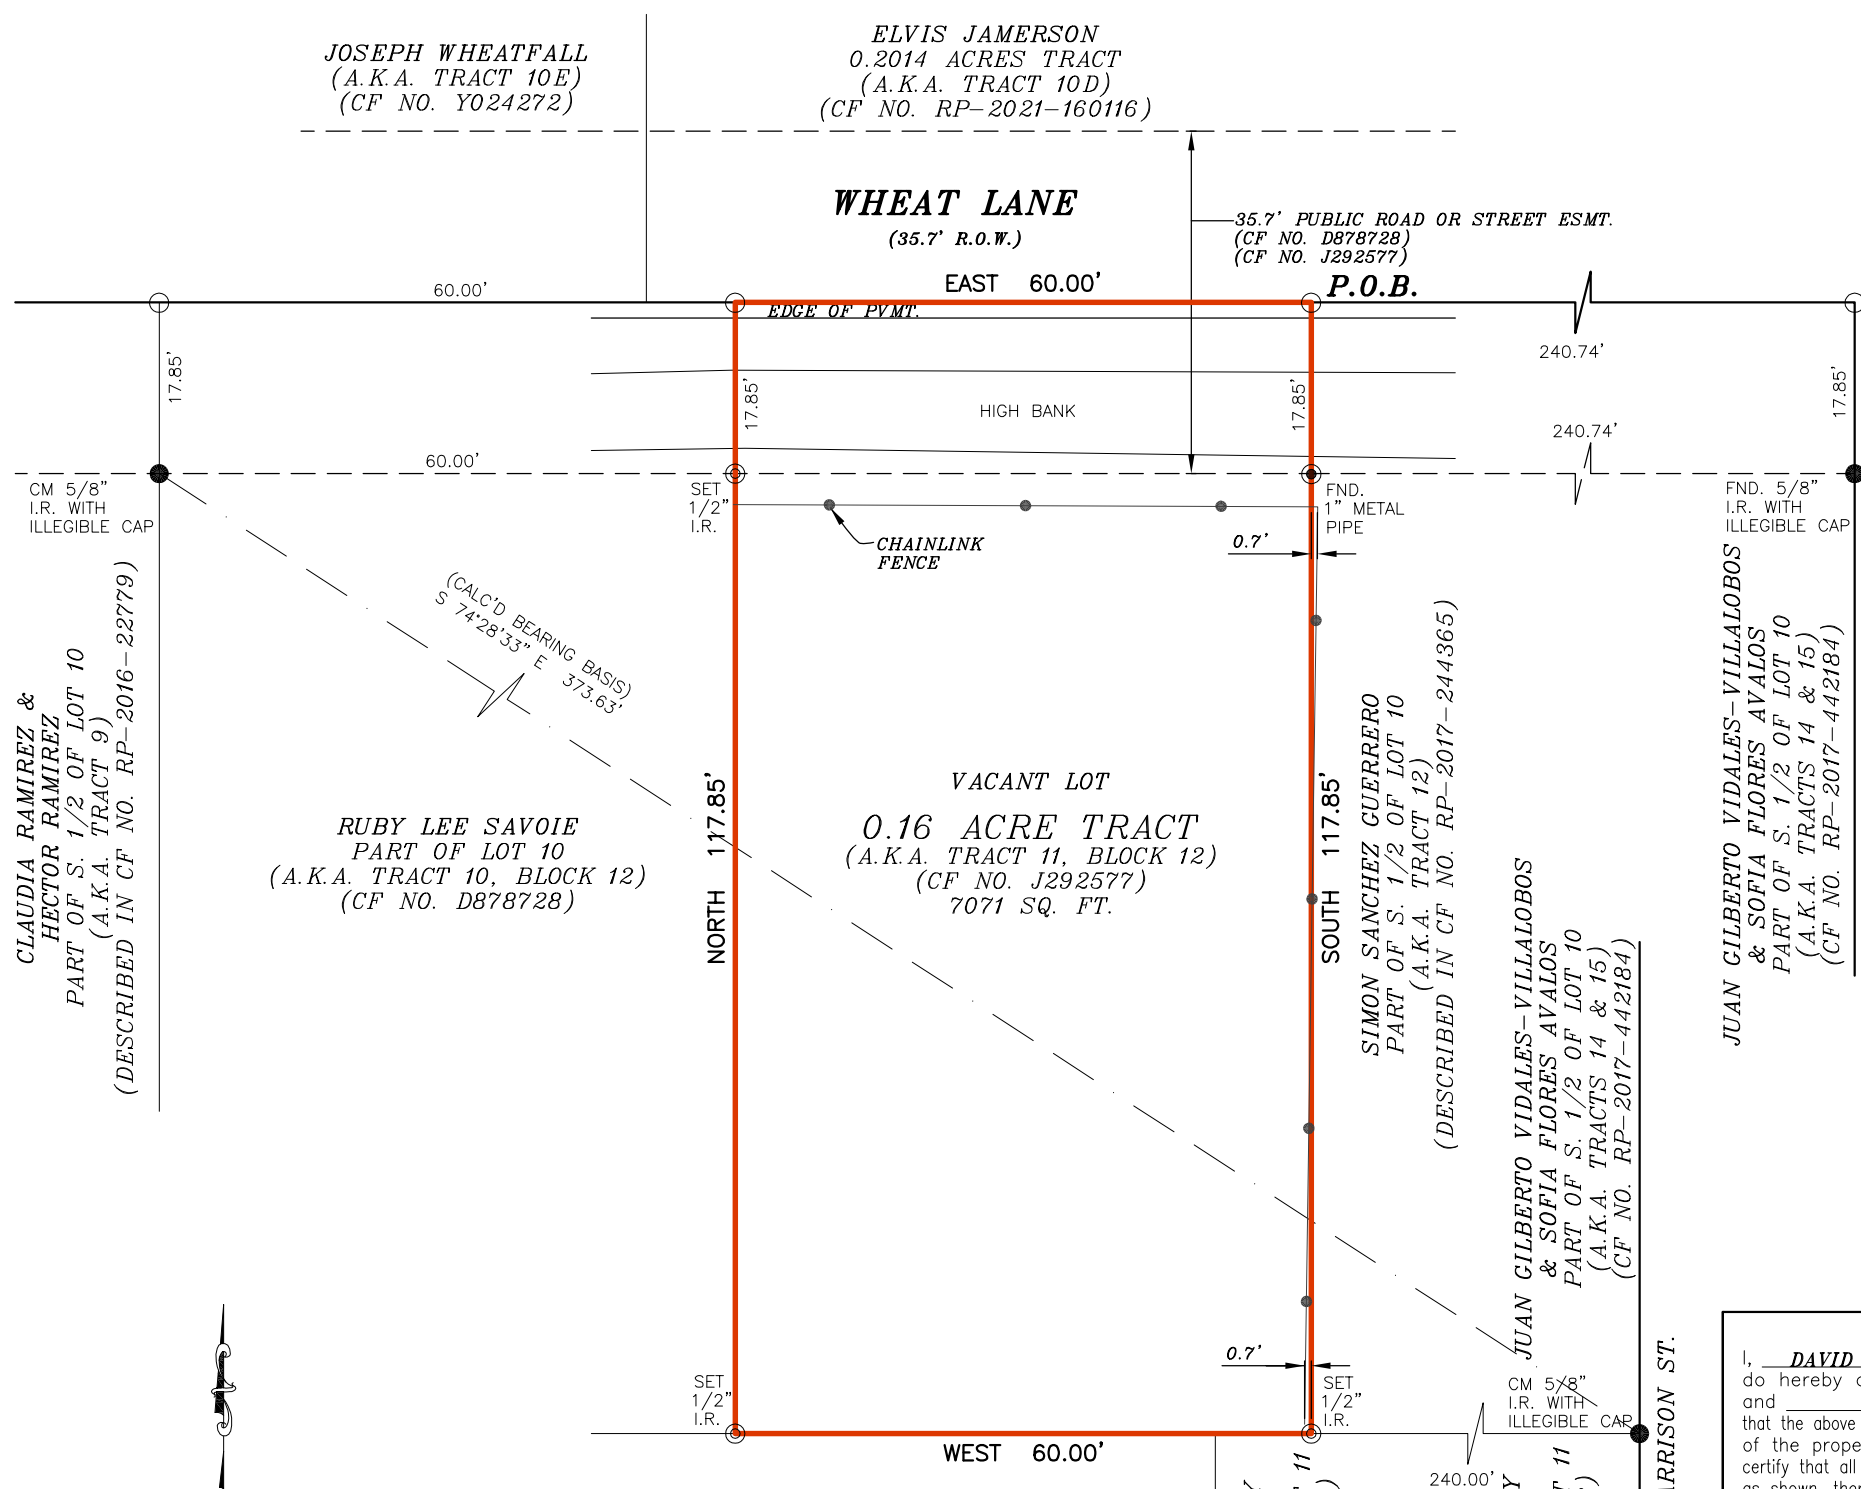 JOSEPH WHEATFALL
(A.K.A. TRACT 10E)
(CF NO. Y024272)
ELVIS JAMERSON
0.2014 ACRES TRACT
(A.K.A. TRACT 10D)
(CF NO. RP-2021-160116)
WHEAT LANE
(35.7' R.O.W.)
35.7' PUBLIC ROAD OR STREET ESMT.
(CF NO. D878728)
(CF NO. J292577)
60.00'
EAST 60.00'
P.O.B.
EDGE OF PVMT.
240.74'
17.85'
17.85'
17.85'
17.85'
HIGH BANK
240.74'
60.00'
CM 5/8"
I.R. WITH
ILLEGIBLE CAP
SET
1/2"
I.R.
FND.
1" METAL
PIPE
FND. 5/8"
I.R. WITH
ILLEGIBLE CAP
0.7'
CHAINLINK
FENCE
(CALC'D BEARING BASIS)
S 74°28'33" E 373.63'
CLAUDIA RAMIREZ &
HECTOR RAMIREZ
PART OF S. 1/2 OF LOT 10
(A.K.A. TRACT 9)
(DESCRIBED IN CF NO. RP-2016-22779)
RUBY LEE SAVOIE
PART OF LOT 10
(A.K.A. TRACT 10, BLOCK 12)
(CF NO. D878728)
NORTH 117.85'
VACANT LOT
0.16 ACRE TRACT
(A.K.A. TRACT 11, BLOCK 12)
(CF NO. J292577)
7071 SQ. FT.
SOUTH 117.85'
SIMON SANCHEZ GUERRERO
PART OF S. 1/2 OF LOT 10
(A.K.A. TRACT 12)
(DESCRIBED IN CF NO. RP-2017-244365)
JUAN GILBERTO VIDALES-VILLALOBOS
& SOFIA FLORES AVALOS
PART OF S. 1/2 OF LOT 10
(A.K.A. TRACTS 14 & 15)
(CF NO. RP-2017-442184)
JUAN GILBERTO VIDALES-VILLALOBOS
& SOFIA FLORES AVALOS
PART OF S. 1/2 OF LOT 10
(A.K.A. TRACTS 14 & 15)
(CF NO. RP-2017-442184)
0.7'
SET
1/2"
I.R.
SET
1/2"
I.R.
CM 5/8"
I.R. WITH
ILLEGIBLE CAP
WEST 60.00'
240.00'
ARRISON ST.
11
11
I, DAVID
do hereby
and
that the above
of the prope
certify that all
as shown